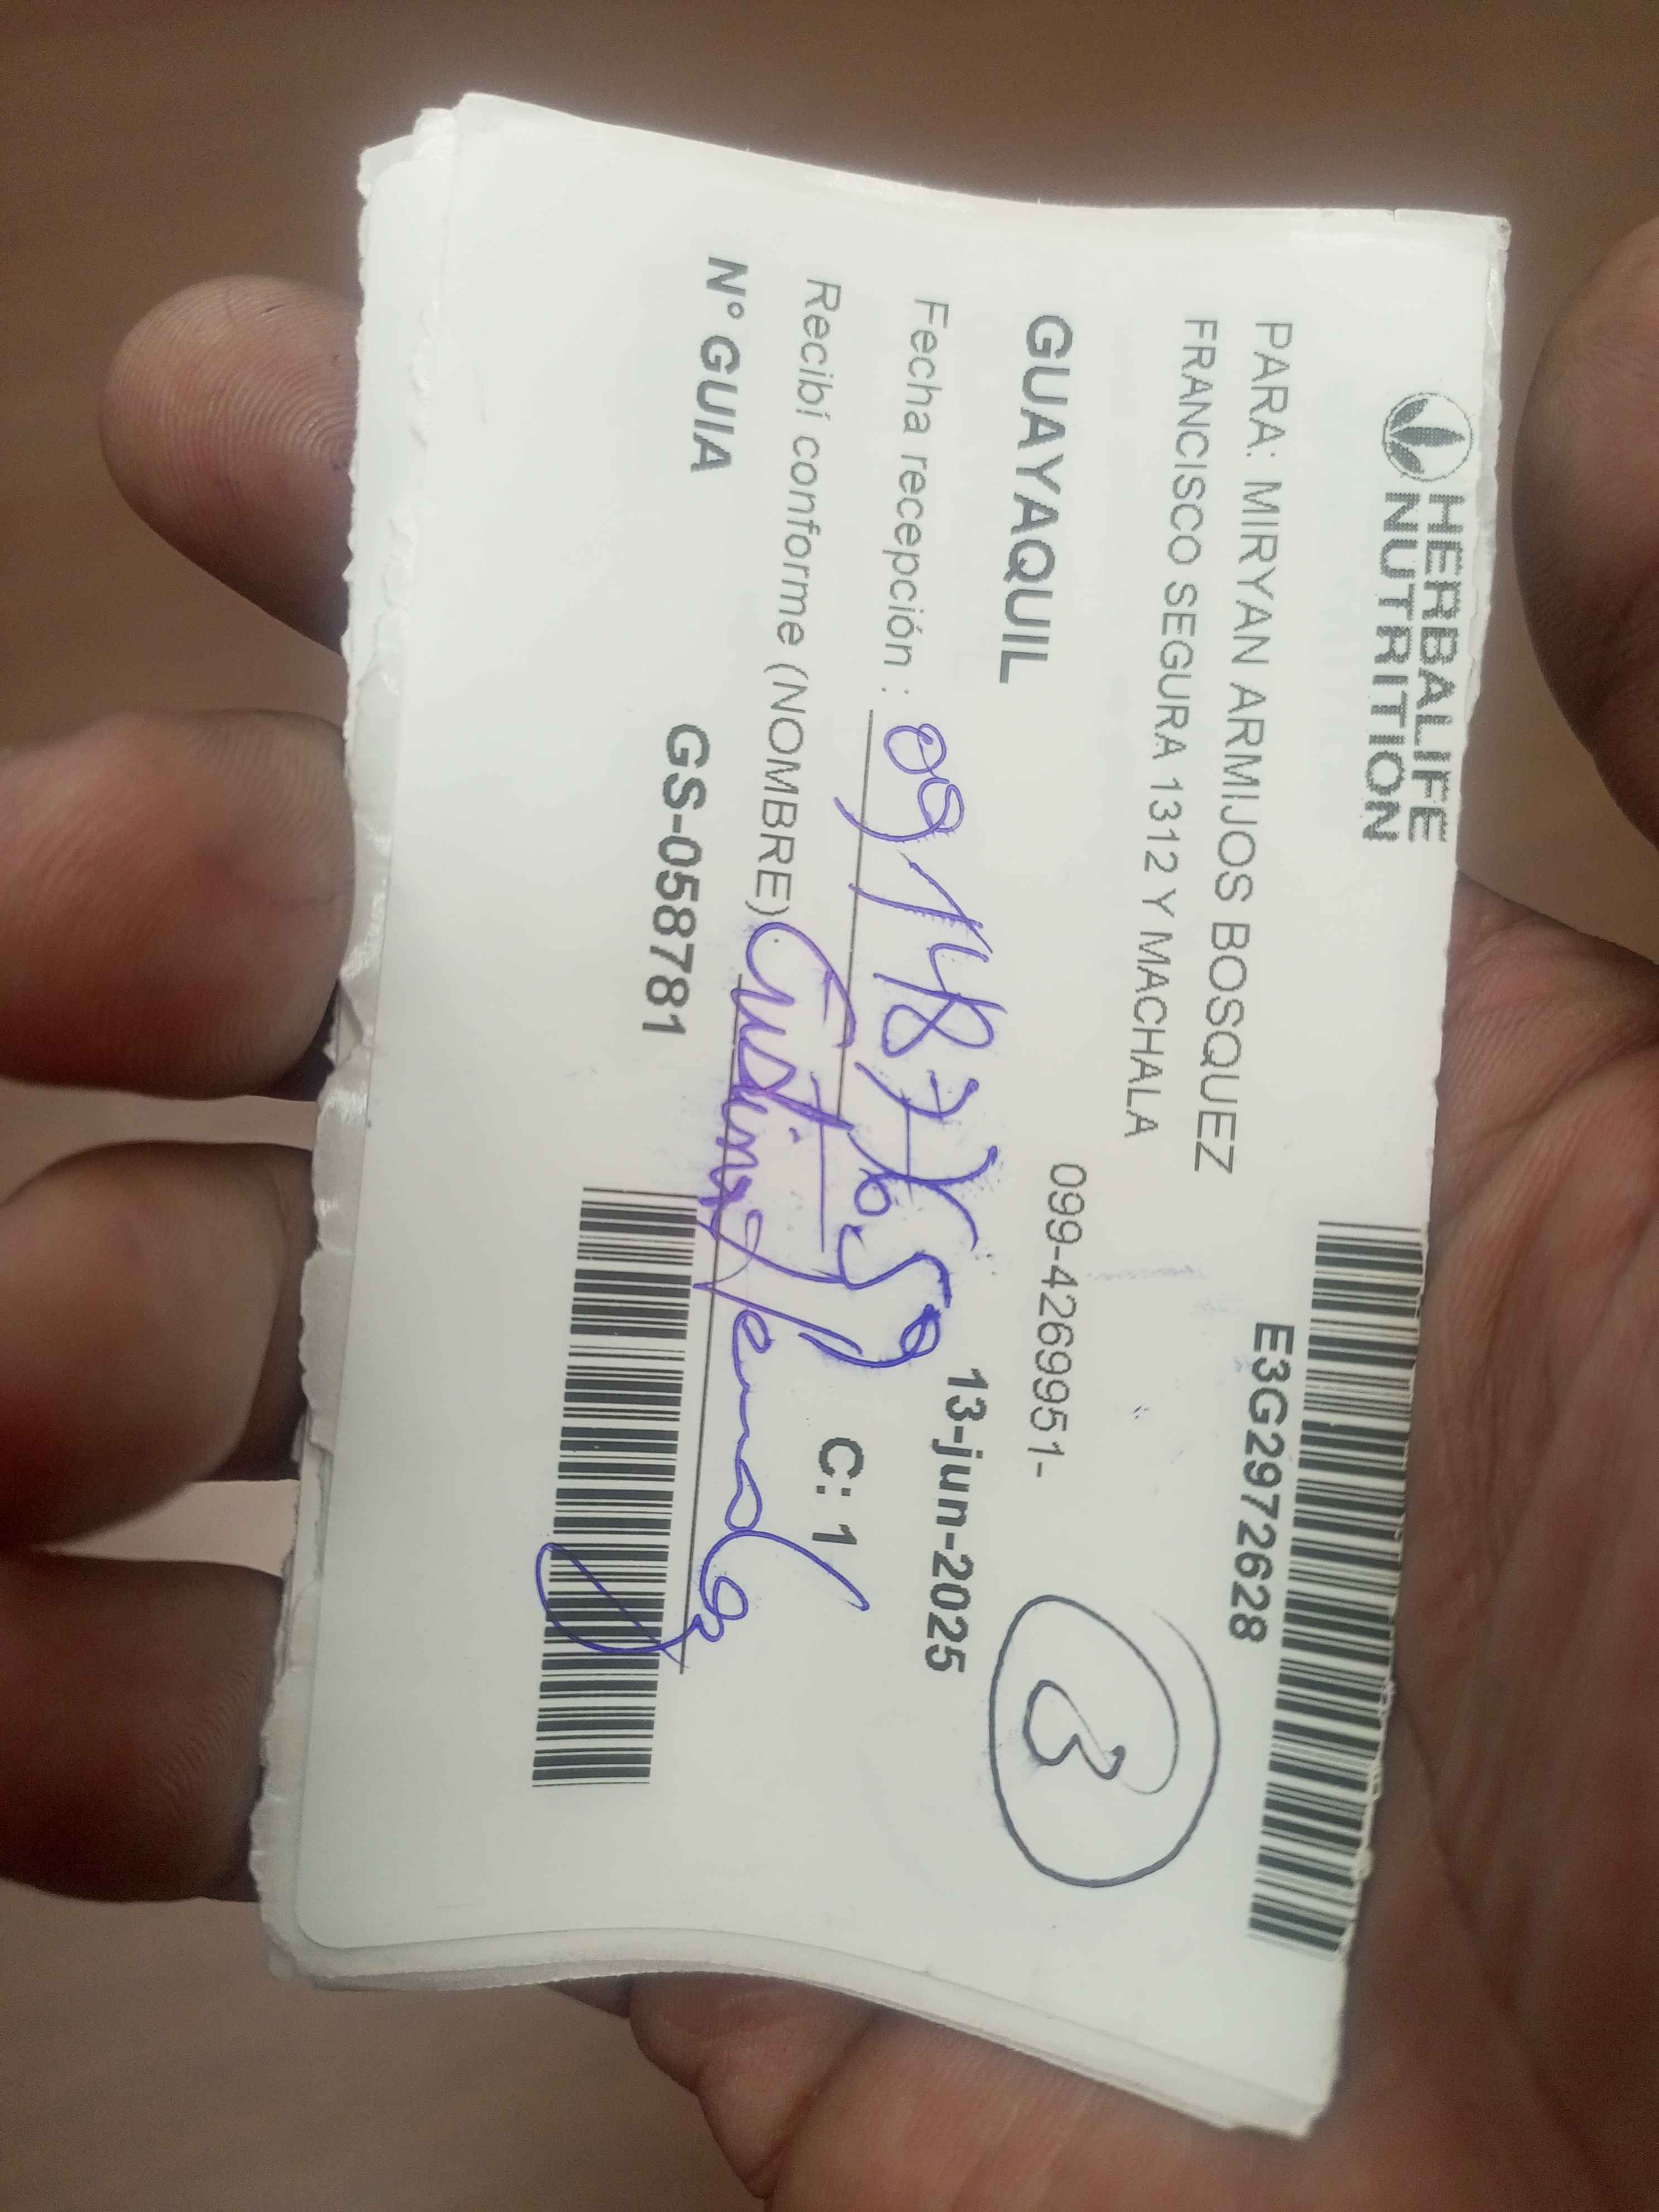 HERBALIFE
NUTRITION
E3G2972628
PARA: MIRYAN ARMIJOS BOSQUEZ
FRANCISCO SEGURA 1312 Y MACHALA
099-4269951-
3
GUAYAQUIL
13-jun-2025
Fecha recepción :
C: 1
Recibí conforme (NOMBRE)
Nº GUIA
GS-058781